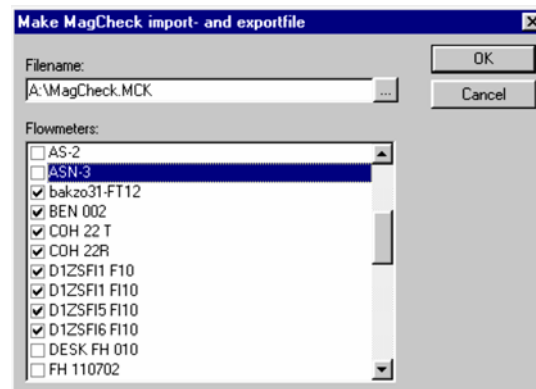 Make MagCheck import- and exportfile
Filename:
A:\MagCheck.MCK
...
OK
Cancel
Flowmeters:
AS-2
ASN-3
bakzo31-FT12
BEN 002
COH 22 T
COH 22R
D1ZSFI1 F10
D1ZSFI1 FI10
D1ZSFI5 FI10
D1ZSFI6 FI10
DESK FH 010
FH 110702